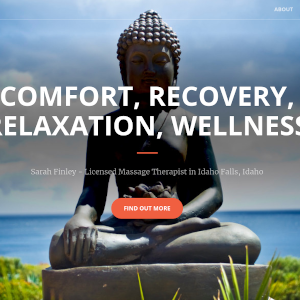 ABOUT
COMFORT, RECOVERY,
RELAXATION, WELLNESS
Sarah Finley - Licensed Massage Therapist in Idaho Falls, Idaho
FIND OUT MORE